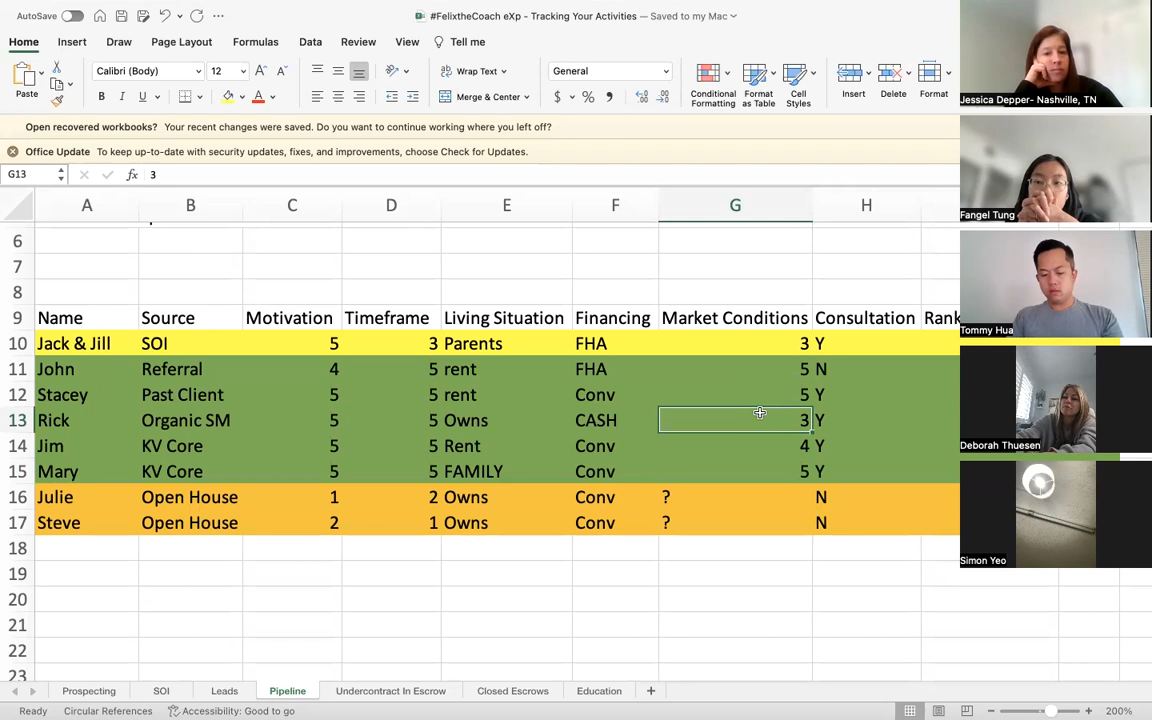 AutoSave
#FelixtheCoach eXp - Tracking Your Activities — Saved to my Mac
Home Insert Draw Page Layout Formulas Data Review View Tell me
Paste Calibri (Body) 12 A A Wrap Text General Conditional Formatting Format as Table Cell Styles Insert Delete Format
B I U A Merge & Center $ % 9
Open recovered workbooks? Your recent changes were saved. Do you want to continue working where you left off?
Office Update To keep up-to-date with security updates, fixes, and improvements, choose Check for Updates.
G13 fx 3
A B C D E F G H
6
7
8
9 Name Source Motivation Timeframe Living Situation Financing Market Conditions Consultation Rank
10 Jack & Jill SOI 5 3 Parents FHA 3 Y
11 John Referral 4 5 rent FHA 5 N
12 Stacey Past Client 5 5 rent Conv 5 Y
13 Rick Organic SM 5 5 Owns CASH 3 Y
14 Jim KV Core 5 5 Rent Conv 4 Y
15 Mary KV Core 5 5 FAMILY Conv 5 Y
16 Julie Open House 1 2 Owns Conv ? N
17 Steve Open House 2 1 Owns Conv ? N
18
19
20
21
22
23
Prospecting SOI Leads Pipeline Undercontract In Escrow Closed Escrows Education +
Ready Circular References Accessibility: Good to go 200%
Jessica Depper- Nashville, TN
Fangel Tung
Tommy Hua
Deborah Thuesen
Simon Yeo